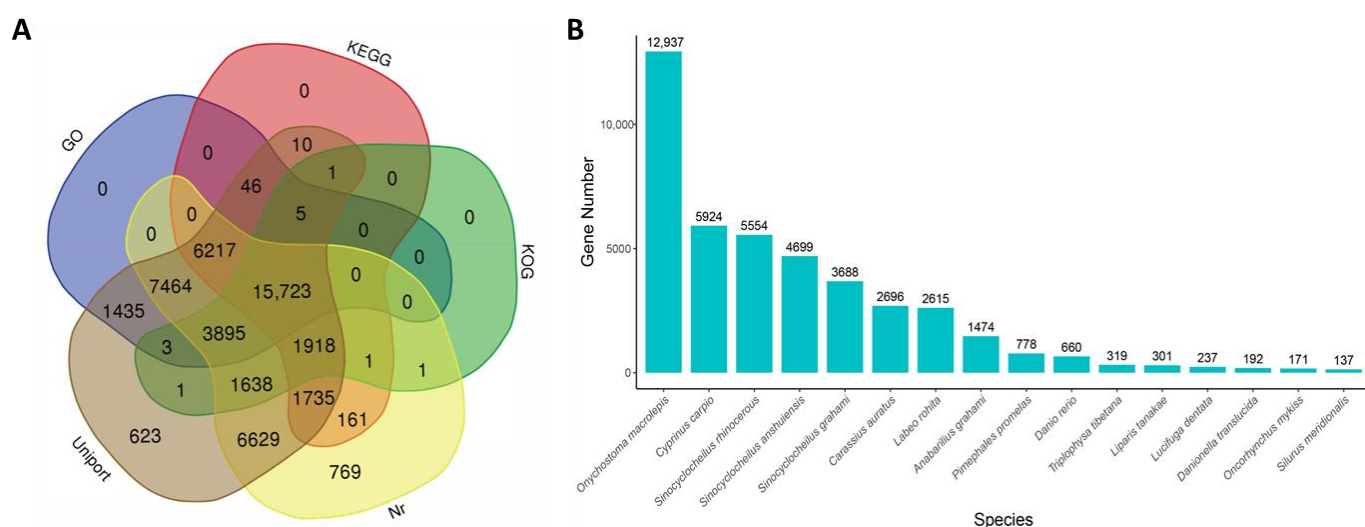 A
KEGG
0
GO
0
0
10
1
0
46
5
0
0
KOG
0
0
0
6217
0
0
7464
15,723
0
1435
3895
1918
3
1
1
1
1638
1735
161
623
6629
769
Uniport
Nr
B
Gene Number
10,000
5000
0
12,937
5924
5554
4699
3688
2696
2615
1474
778
660
319
301
237
192
171
137
Onychostoma macrolepis
Cyprinus carpio
Sinocyclocheilus rhinocerous
Sinocyclocheilus anshuiensis
Sinocyclocheilus grahami
Carassius auratus
Labeo rohita
Anabarilius grahami
Pimephales promelas
Danio rerio
Triplophysa tibetana
Liparis tanakae
Lucifuga dentata
Danionella translucida
Oncorhynchus mykiss
Silurus meridionalis
Species